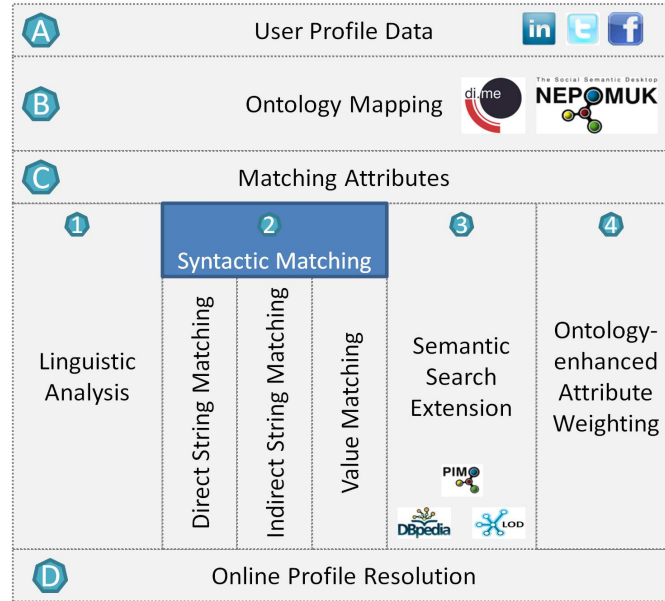 A User Profile Data in t f
B Ontology Mapping di.me The Social Semantic Desktop NEPOMUK
C Matching Attributes
1
Linguistic
Analysis
2
Syntactic Matching
Direct String Matching
Indirect String Matching
Value Matching
3
Semantic
Search
Extension
PIMO
DBpedia
LOD
4
Ontology-
enhanced
Attribute
Weighting
D Online Profile Resolution